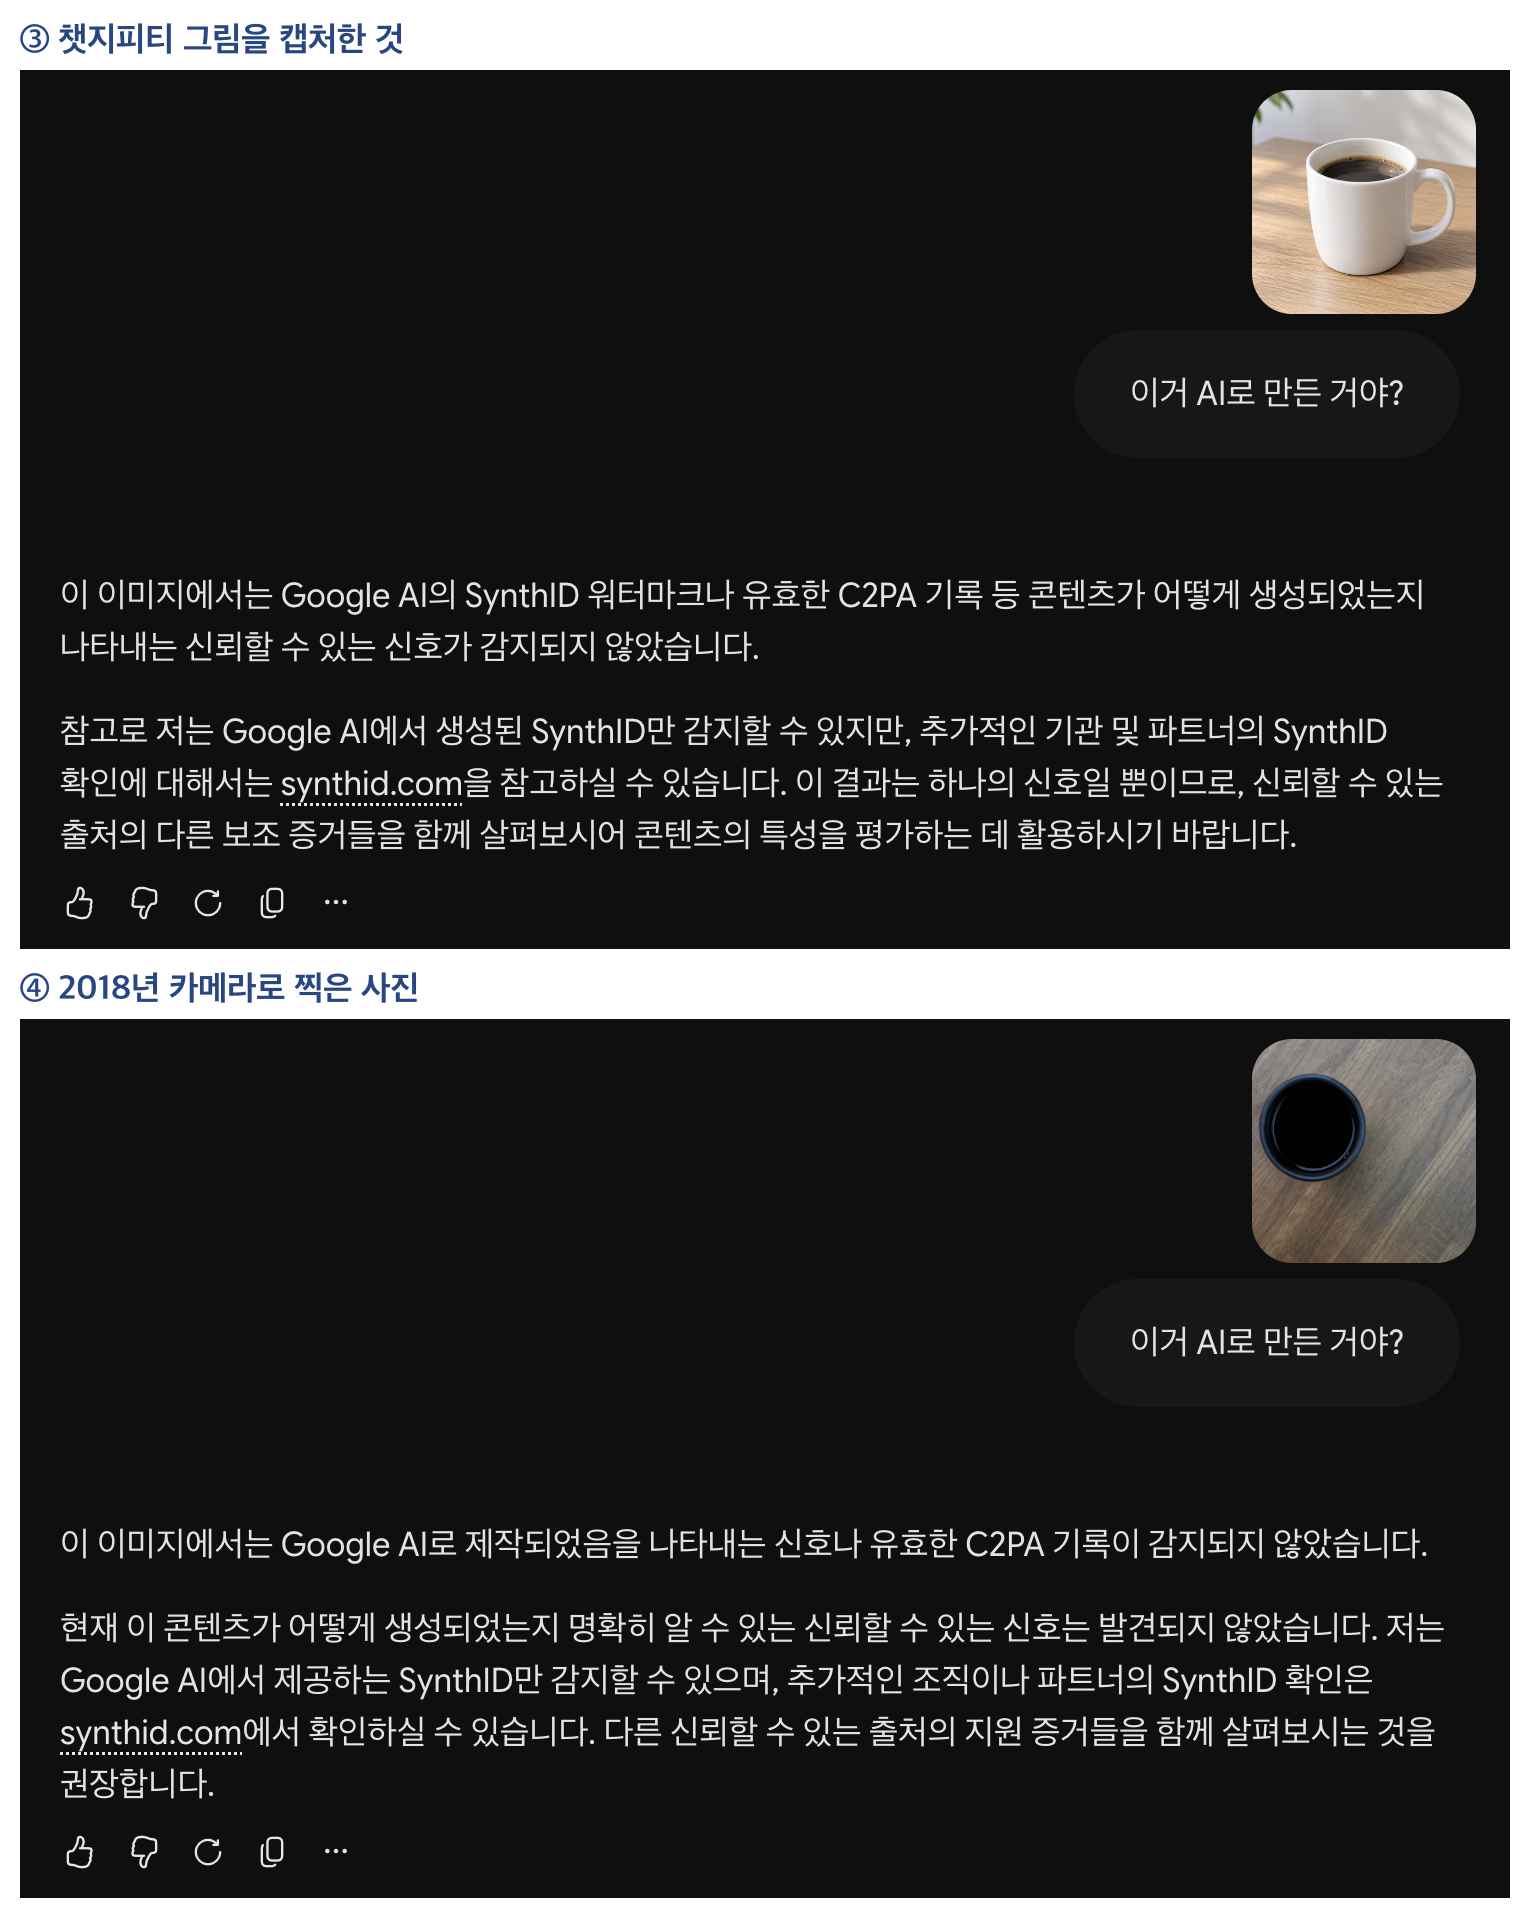 ③ 챗지피티 그림을 캡처한 것
이거 AI로 만든 거야?
이 이미지에서는 Google AI의 SynthID 워터마크나 유효한 C2PA 기록 등 콘텐츠가 어떻게 생성되었는지
나타내는 신뢰할 수 있는 신호가 감지되지 않았습니다.
참고로 저는 Google AI에서 생성된 SynthID만 감지할 수 있지만, 추가적인 기관 및 파트너의 SynthID
확인에 대해서는 synthid.com을 참고하실 수 있습니다. 이 결과는 하나의 신호일 뿐이므로, 신뢰할 수 있는
출처의 다른 보조 증거들을 함께 살펴보시어 콘텐츠의 특성을 평가하는 데 활용하시기 바랍니다.
④ 2018년 카메라로 찍은 사진
이거 AI로 만든 거야?
이 이미지에서는 Google AI로 제작되었음을 나타내는 신호나 유효한 C2PA 기록이 감지되지 않았습니다.
현재 이 콘텐츠가 어떻게 생성되었는지 명확히 알 수 있는 신뢰할 수 있는 신호는 발견되지 않았습니다. 저는
Google AI에서 제공하는 SynthID만 감지할 수 있으며, 추가적인 조직이나 파트너의 SynthID 확인은
synthid.com에서 확인하실 수 있습니다. 다른 신뢰할 수 있는 출처의 지원 증거들을 함께 살펴보시는 것을
권장합니다.